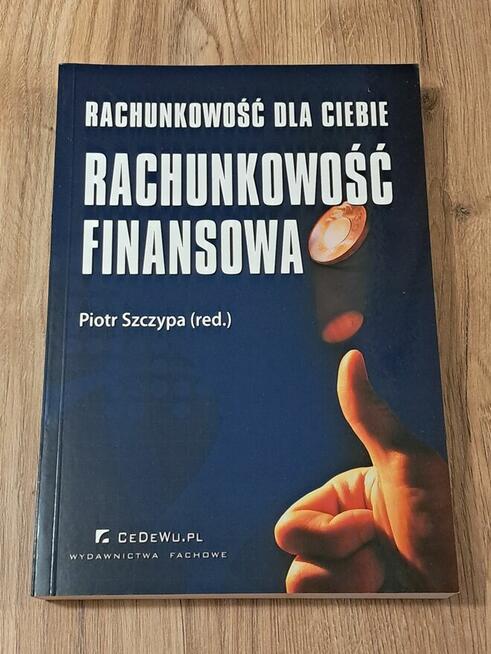 RACHUNKOWOŚĆ DLA CIEBIE
RACHUNKOWOŚĆ
FINANSOWA
Piotr Szczypa (red.)
CEDEWU.PL
WYDAWNICTWA FACHOWE